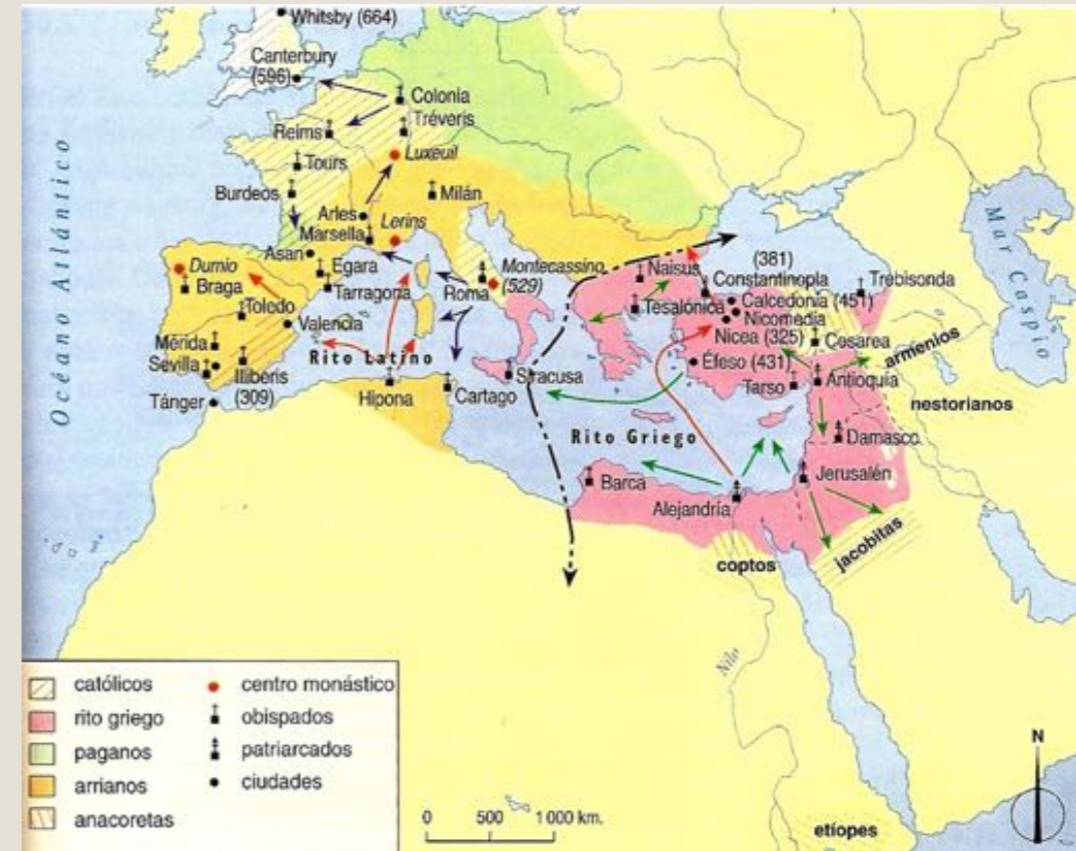 Whitsby (664)
Canterbury
(596)
Colonia
Tréveris
Reims
Luxeuil
Tours
Burdeos
Milán
Arles
Lerins
Marsella
Asan
Dumio
Braga
Egara
Tarragona
Toledo
Valencia
Mérida
Sevilla
Illiberis
(309)
Tánger
Roma
Montecassino
(529)
Rito Latino
Hipona
Cartago
Siracusa
Naisus
(381)
Constantinopla
Trebisonda
Tesalónica
Calcedonia (451)
Nicomedia
Nicea (325)
Cesarea
armenios
Éfeso (431)
Tarso
Antioquía
nestorianos
Rito Griego
Damasco
Barca
Alejandría
Jerusalén
coptos
jacobitas
Nilo
etíopes
Océano Atlántico
Mar Caspio
católicos
rito griego
paganos
arrianos
anacoretas
centro monástico
obispados
patriarcados
ciudades
0 500 1 000 km.
N